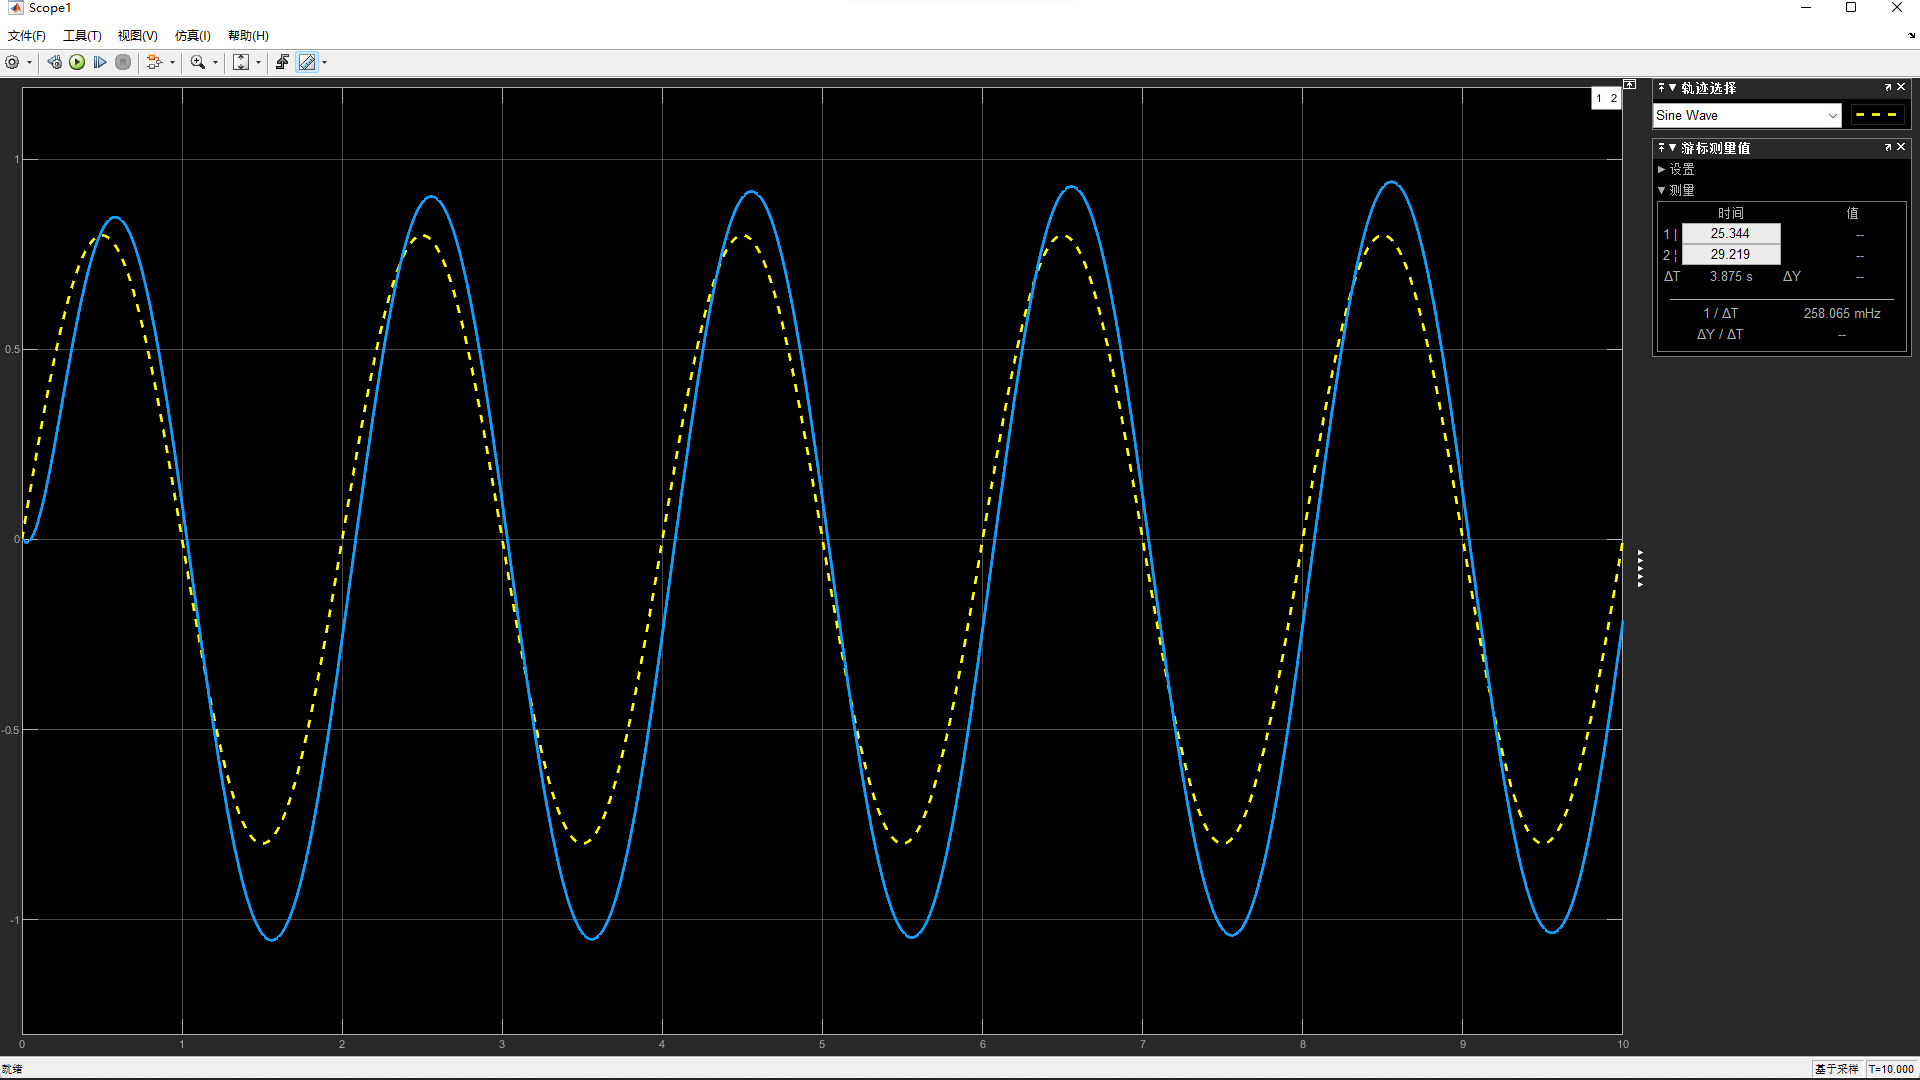 Scope1
文件(F) 工具(T) 视图(V) 仿真(I) 帮助(H)
1 2
1
0.5
0
-0.5
-1
0 1 2 3 4 5 6 7 8 9 10
轨迹选择
Sine Wave
游标测量值
设置
测量
时间 值
1 | 25.344 --
2 ¦ 29.219 --
ΔT 3.875 s ΔY --
1 / ΔT 258.065 mHz
ΔY / ΔT --
就绪
基于采样 T=10.000